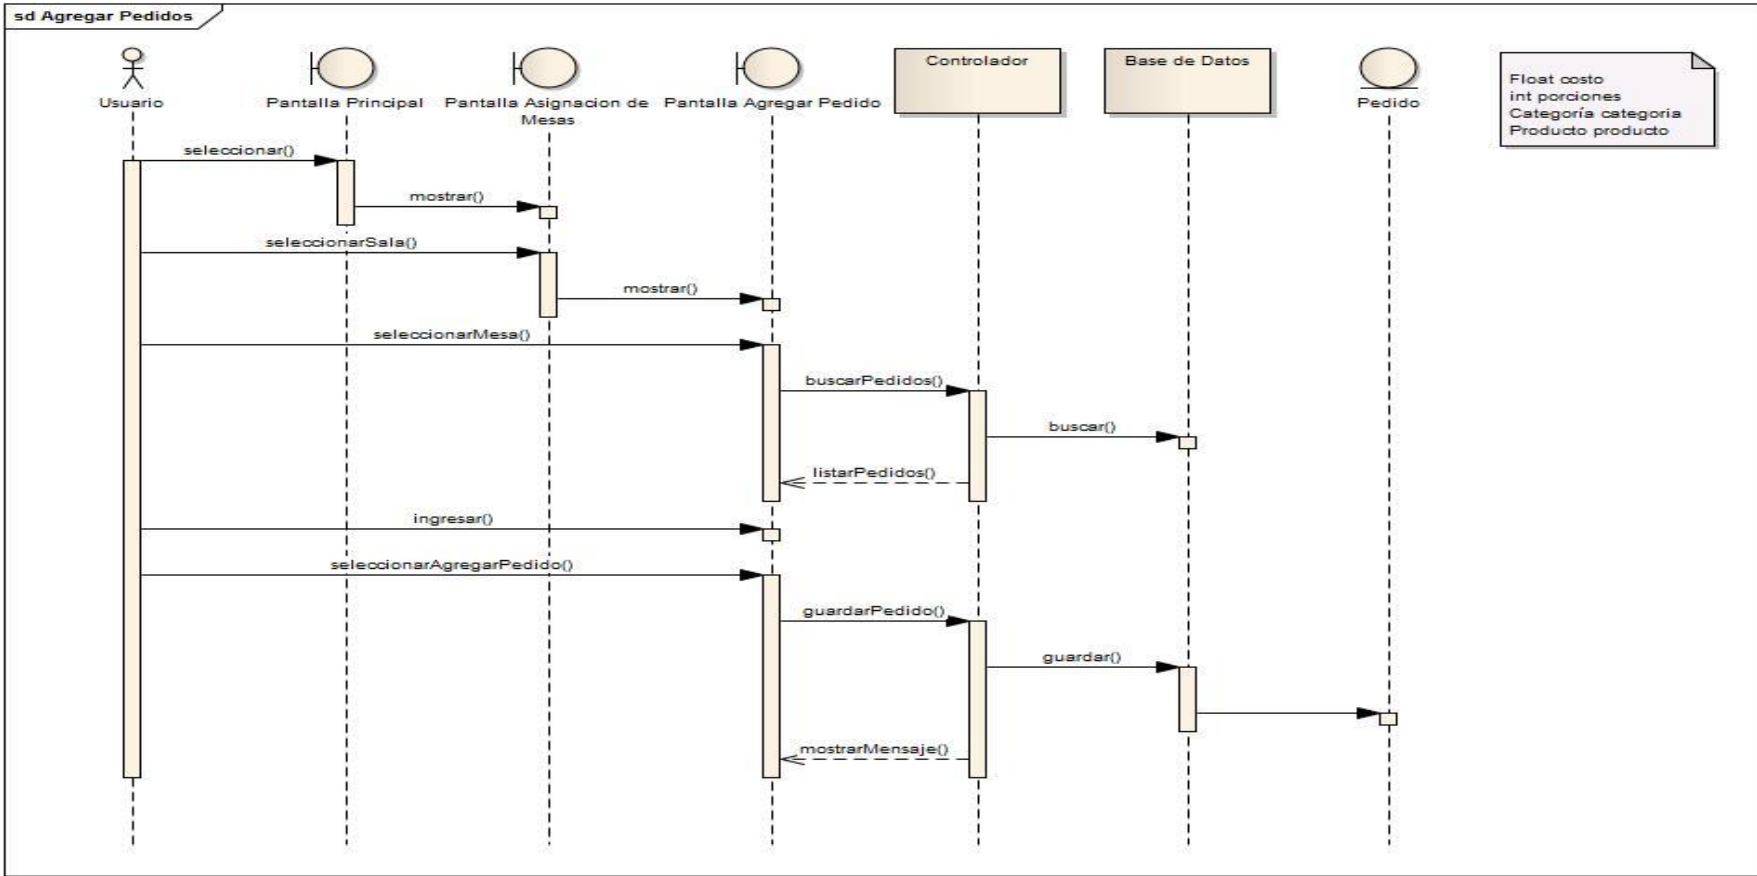 sd Agregar Pedidos
Usuario
Pantalla Principal
Pantalla Asignacion de
Mesas
Pantalla Agregar Pedido
Controlador
Base de Datos
Pedido
Float costo
int porciones
Categoría categoria
Producto producto
seleccionar()
mostrar()
seleccionarSala()
mostrar()
seleccionarMesa()
buscarPedidos()
buscar()
listarPedidos()
ingresar()
seleccionarAgregarPedido()
guardarPedido()
guardar()
mostrarMensaje()